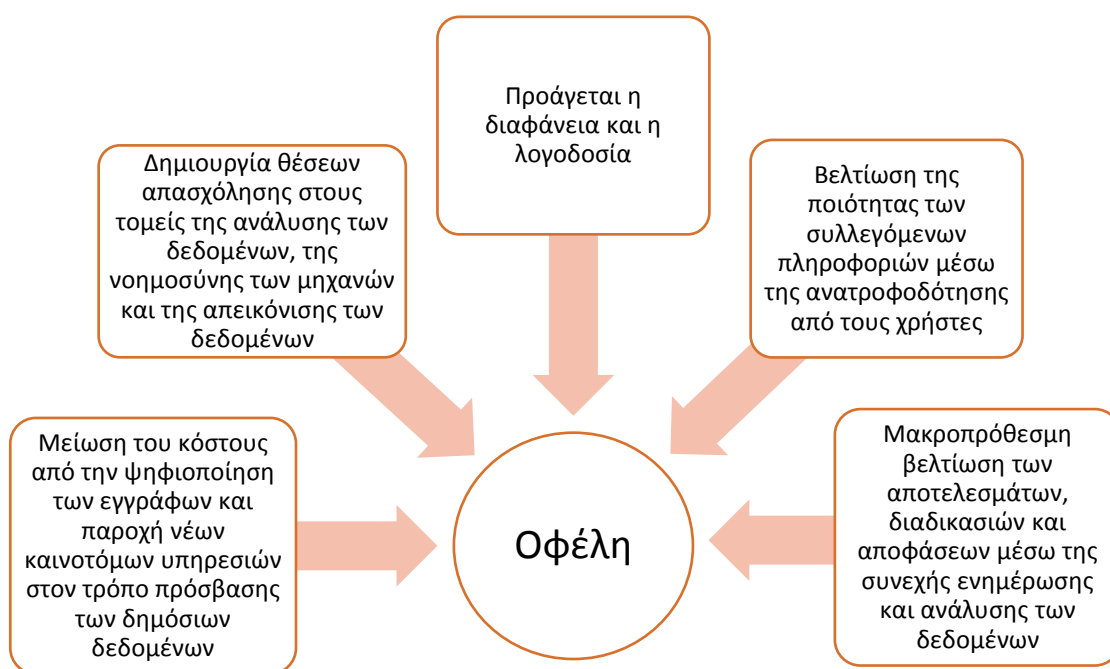 Προάγεται η
διαφάνεια και η
λογοδοσία
Δημιουργία θέσεων
απασχόλησης στους
τομείς της ανάλυσης των
δεδομένων, της
νοημοσύνης των μηχανών
και της απεικόνισης των
δεδομένων
Βελτίωση της
ποιότητας των
συλλεγόμενων
πληροφοριών μέσω
της ανατροφοδότησης
από τους χρήστες
Μείωση του κόστους
από την ψηφιοποίηση
των εγγράφων και
παροχή νέων
καινοτόμων υπηρεσιών
στον τρόπο πρόσβασης
των δημόσιων
δεδομένων
Οφέλη
Μακροπρόθεσμη
βελτίωση των
αποτελεσμάτων,
διαδικασιών και
αποφάσεων μέσω της
συνεχής ενημέρωσης
και ανάλυσης των
δεδομένων